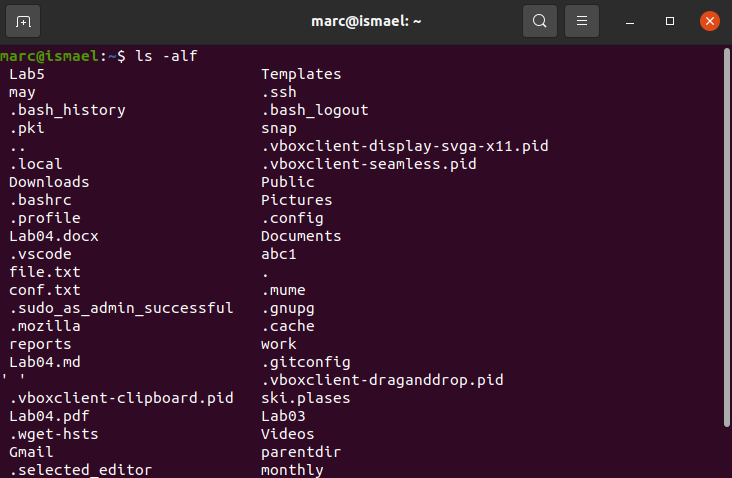 marc@ismael: ~
marc@ismael:~$ ls -alf
Lab5 Templates
may .ssh
.bash_history .bash_logout
.pki snap
.. .vboxclient-display-svga-x11.pid
.local .vboxclient-seamless.pid
Downloads Public
.bashrc Pictures
.profile .config
Lab04.docx Documents
.vscode abc1
file.txt .
conf.txt .mume
.sudo_as_admin_successful .gnupg
.mozilla .cache
reports work
Lab04.md .gitconfig
' ' .vboxclient-draganddrop.pid
.vboxclient-clipboard.pid ski.plases
Lab04.pdf Lab03
.wget-hsts Videos
Gmail parentdir
.selected_editor monthly